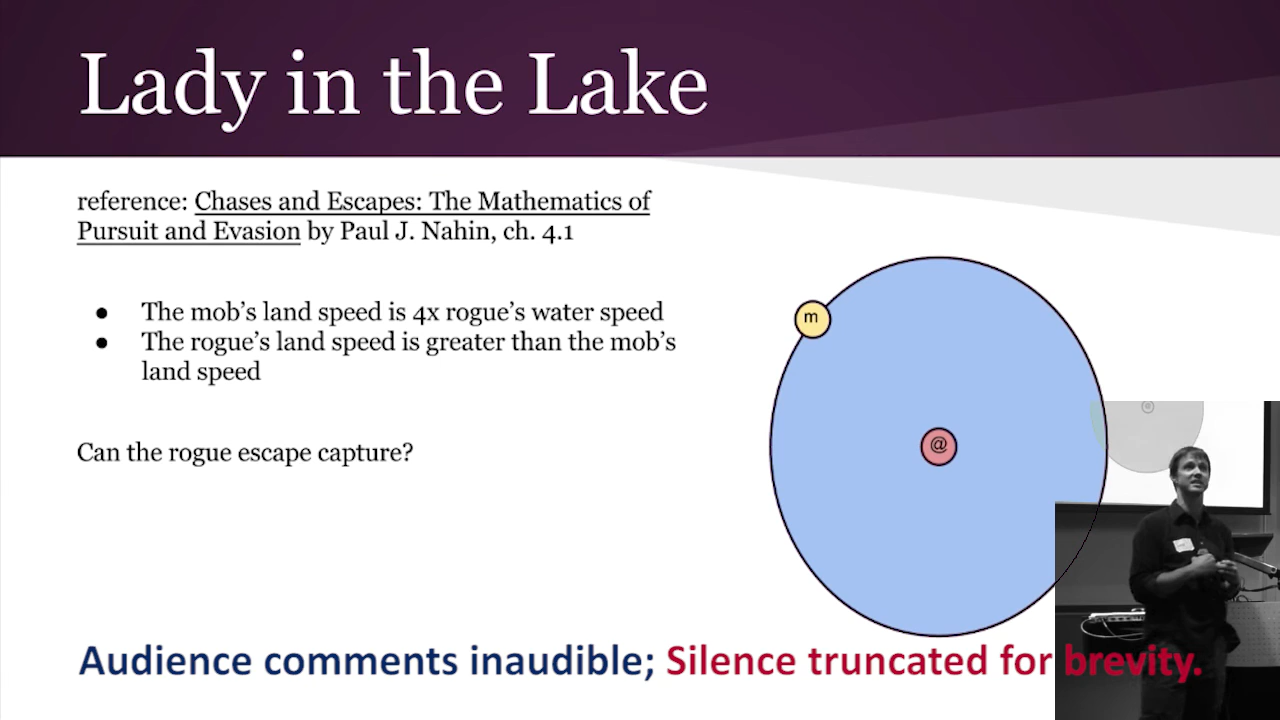 Lady in the Lake
reference: Chases and Escapes: The Mathematics of
Pursuit and Evasion by Paul J. Nahin, ch. 4.1
● The mob's land speed is 4x rogue's water speed
● The rogue's land speed is greater than the mob's
land speed
Can the rogue escape capture?
m
@
@
Audience comments inaudible; Silence truncated for brevity.